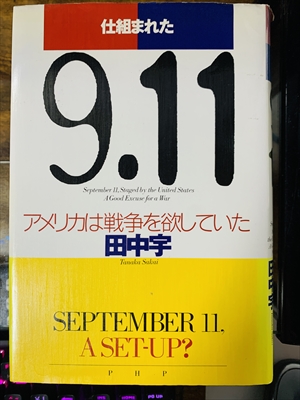 仕組まれた
9.11
September 11, Staged by the United States
A Good Excuse for a War
アメリカは戦争を欲していた
田中宇
Tanaka Sakai
SEPTEMBER 11,
A SET-UP?
PHP